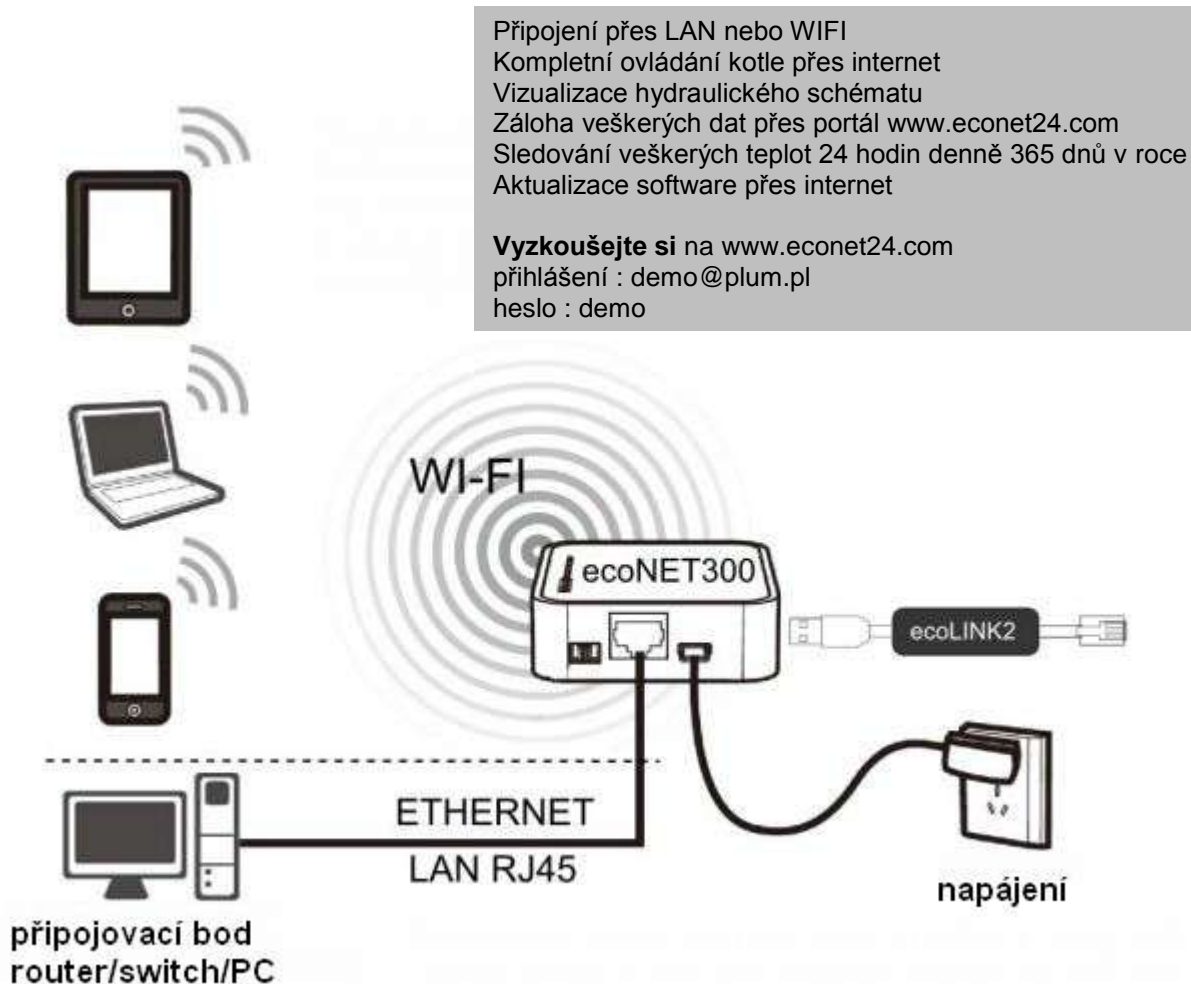 Připojení přes LAN nebo WIFI
Kompletní ovládání kotle přes internet
Vizualizace hydraulického schématu
Záloha veškerých dat přes portál www.econet24.com
Sledování veškerých teplot 24 hodin denně 365 dnů v roce
Aktualizace software přes internet
Vyzkoušejte si na www.econet24.com
přihlášení : demo@plum.pl
heslo : demo
WI-FI
ecoNET300
ecoLINK2
ETHERNET
LAN RJ45
napájení
připojovací bod
router/switch/PC